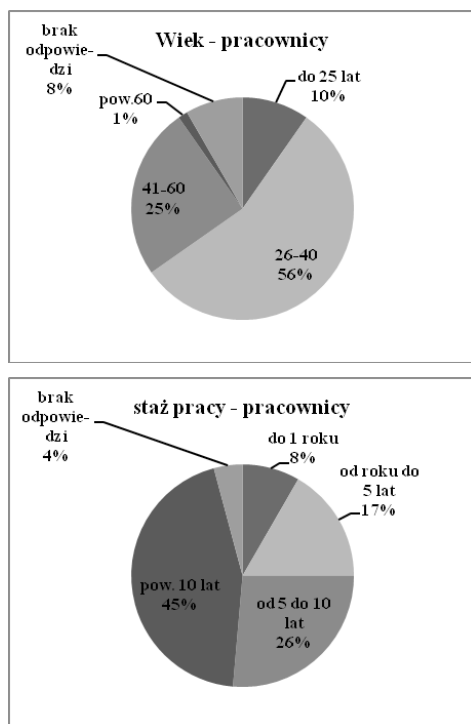 Wiek - pracownicy
brak
odpowie-
dzi
8%
pow.60
1%
do 25 lat
10%
41-60
25%
26-40
56%
staż pracy - pracownicy
brak
odpowie-
dzi
4%
do 1 roku
8%
od roku do
5 lat
17%
pow. 10 lat
45%
od 5 do 10
lat
26%